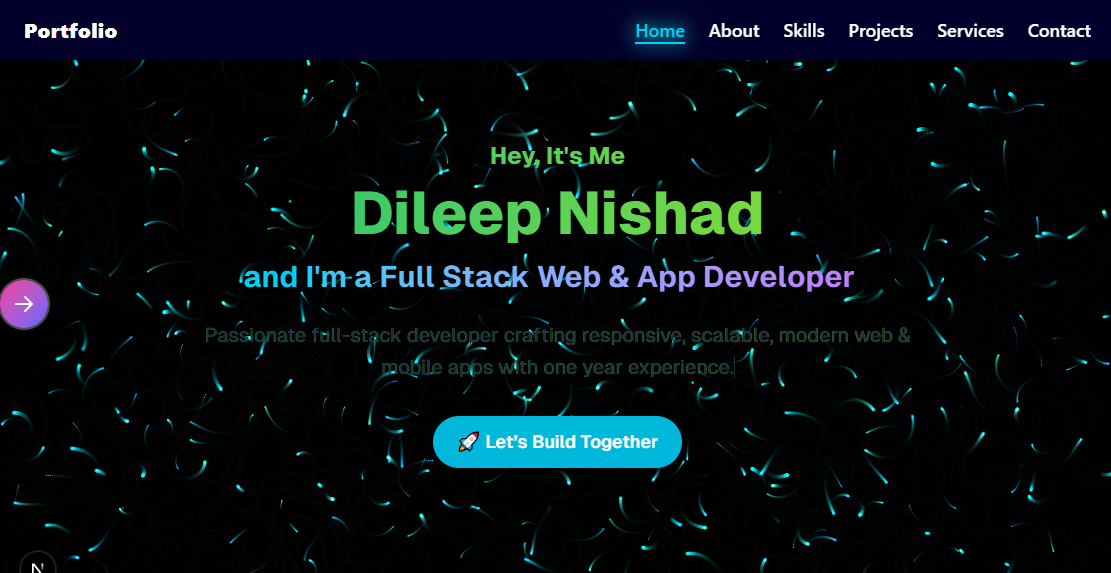 Portfolio
Home About Skills Projects Services Contact
Hey, It's Me
Dileep Nishad
and I'm a Full Stack Web & App Developer
Passionate full-stack developer crafting responsive, scalable, modern web &
mobile apps with one year experience.
🚀 Let's Build Together
N